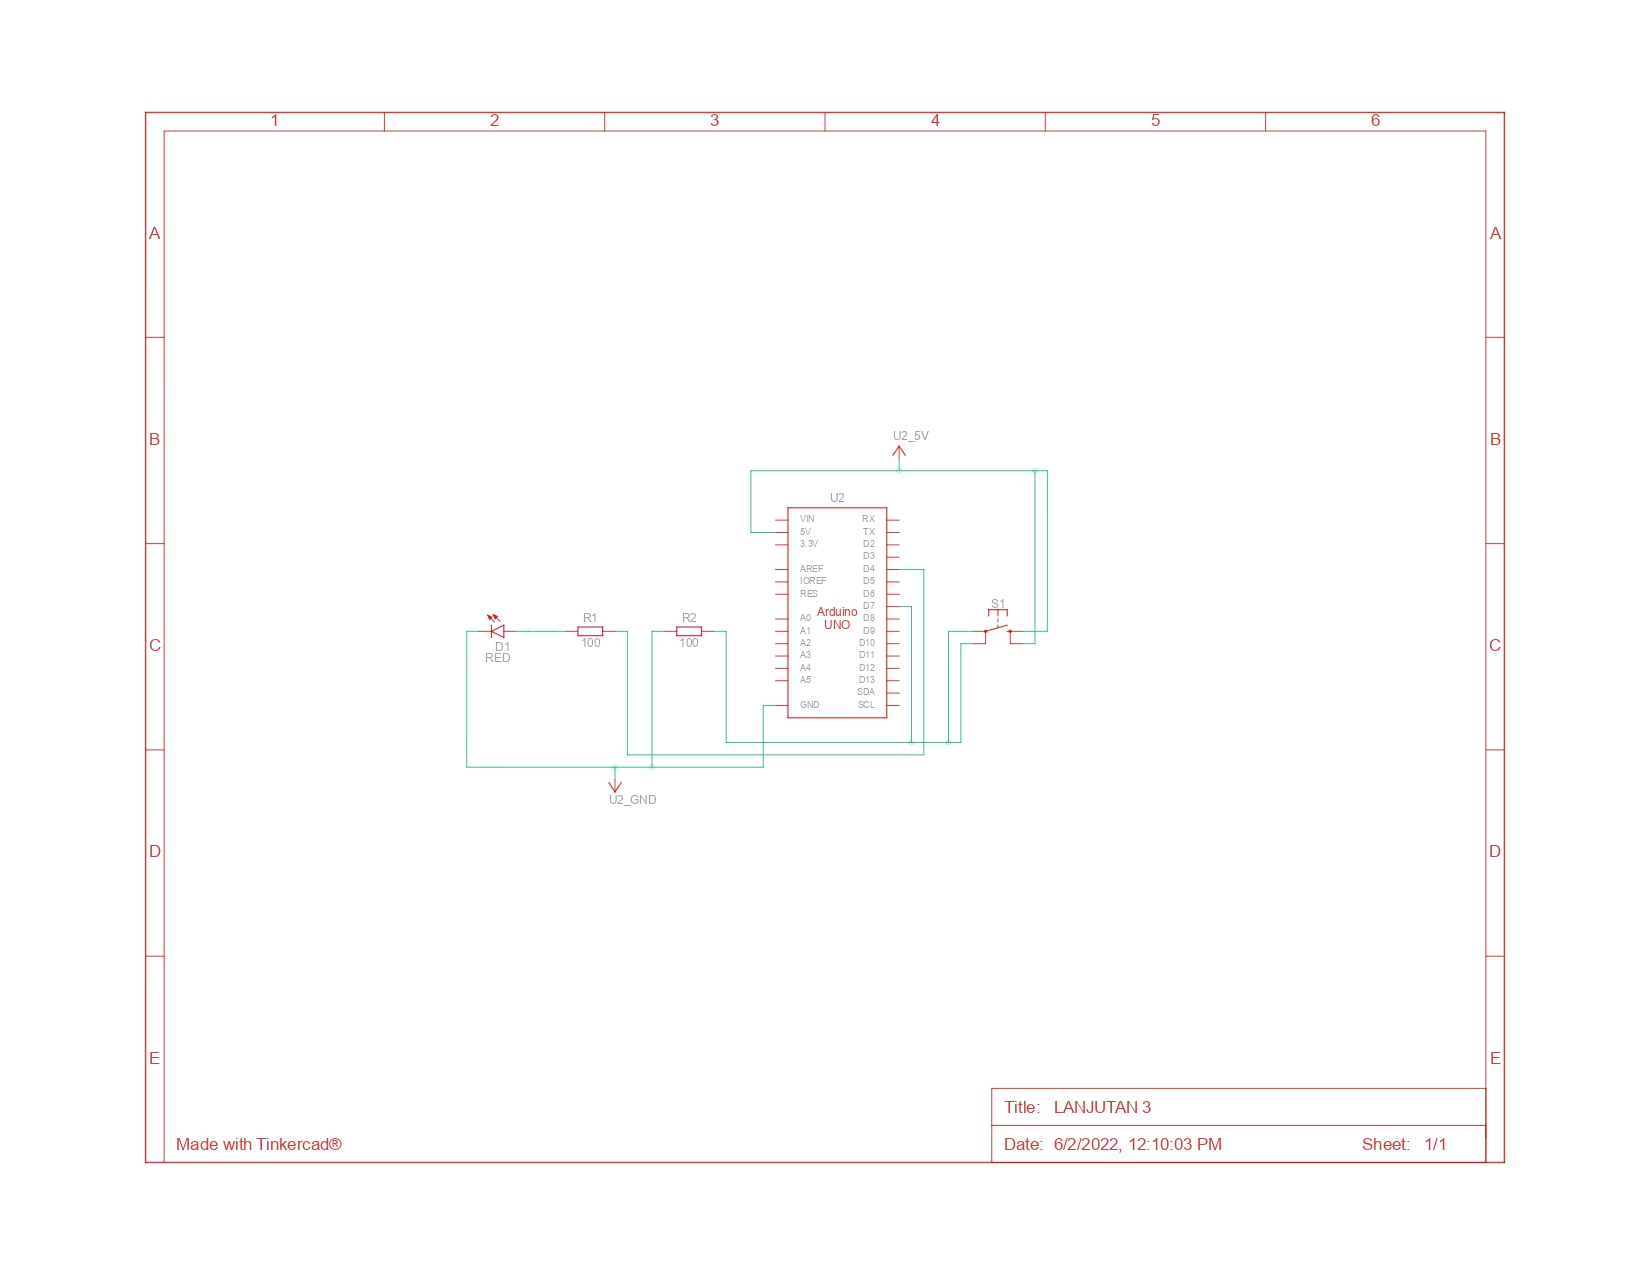 1 2 3 4 5 6
A A
U2_5V
B B
U2
VIN RX
5V TX
3.3V D2
D3
AREF D4
IOREF D5
RES D6
D7
S1
Arduino
UNO
R1 R2
A0 D8
A1 D9
100 100
A2 D10
C C
D1
RED
A3 D11
A4 D12
A5 D13
SDA
GND SCL
U2_GND
D D
E E
Title: LANJUTAN 3
Made with Tinkercad®
Date: 6/2/2022, 12:10:03 PM Sheet: 1/1